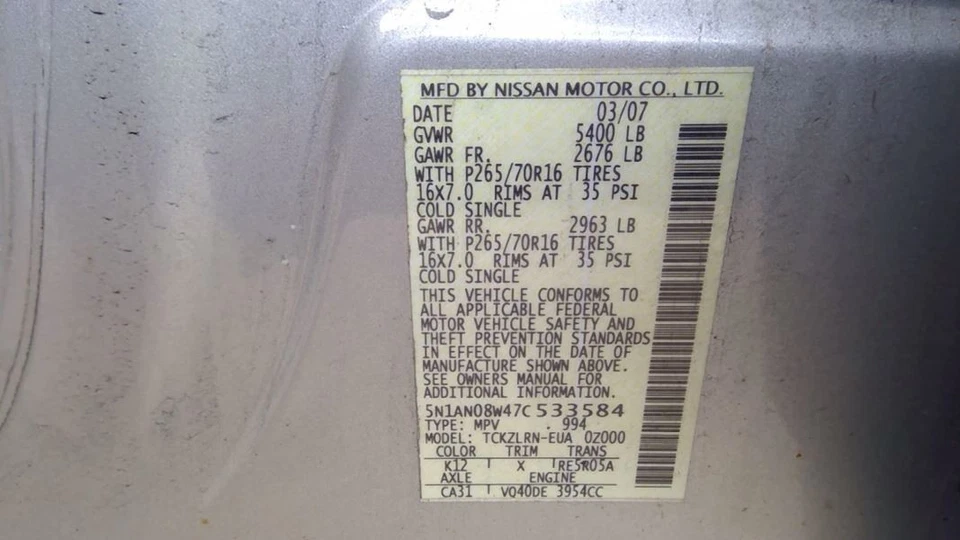 MFD BY NISSAN MOTOR CO., LTD.
DATE 03/07
GVWR 5400 LB
GAWR FR. 2676 LB
WITH P265/70R16 TIRES
16X7.0 RIMS AT 35 PSI
COLD SINGLE
GAWR RR. 2963 LB
WITH P265/70R16 TIRES
16X7.0 RIMS AT 35 PSI
COLD SINGLE
THIS VEHICLE CONFORMS TO
ALL APPLICABLE FEDERAL
MOTOR VEHICLE SAFETY AND
THEFT PREVENTION STANDARDS
IN EFFECT ON THE DATE OF
MANUFACTURE SHOWN ABOVE.
SEE OWNERS MANUAL FOR
ADDITIONAL INFORMATION.
5N1AN08W47C533584
TYPE: MPV . 994
MODEL: TCKZLRN-EUA 0Z000
COLOR TRIM TRANS
K12 X RE5R05A
AXLE ENGINE
CA31 VQ40DE 3954CC